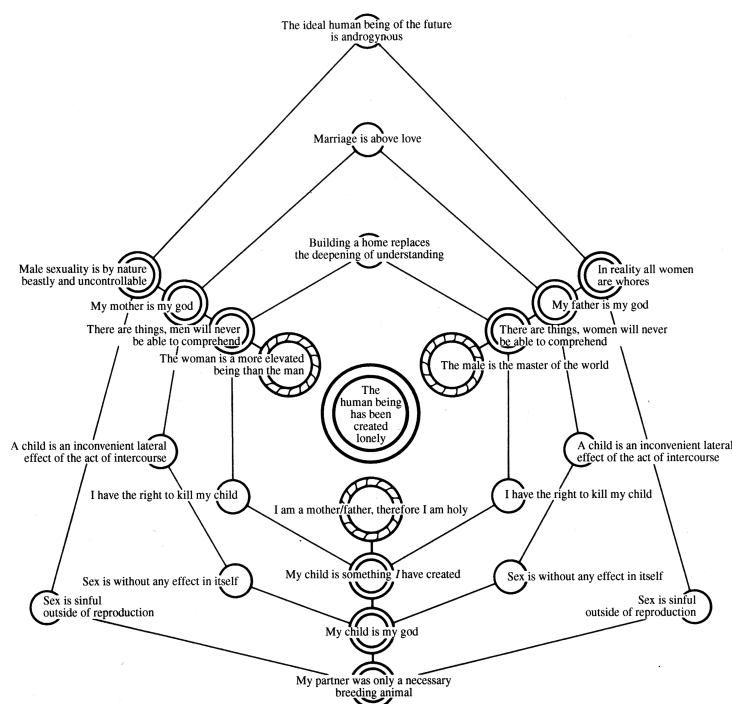 The ideal human being of the future
is androgynous
Marriage is above love
Building a home replaces
the deepening of understanding
Male sexuality is by nature
beastly and uncontrollable
In reality all women
are whores
My mother is my god
My father is my god
There are things, men will never
be able to comprehend
There are things, women will never
be able to comprehend
The woman is a more elevated
being than the man
The male is the master of the world
The
human being
has been
created
lonely
A child is an inconvenient lateral
effect of the act of intercourse
A child is an inconvenient lateral
effect of the act of intercourse
I have the right to kill my child
I have the right to kill my child
I am a mother/father, therefore I am holy
My child is something I have created
Sex is without any effect in itself
Sex is without any effect in itself
Sex is sinful
outside of reproduction
Sex is sinful
outside of reproduction
My child is my god
My partner was only a necessary
breeding animal